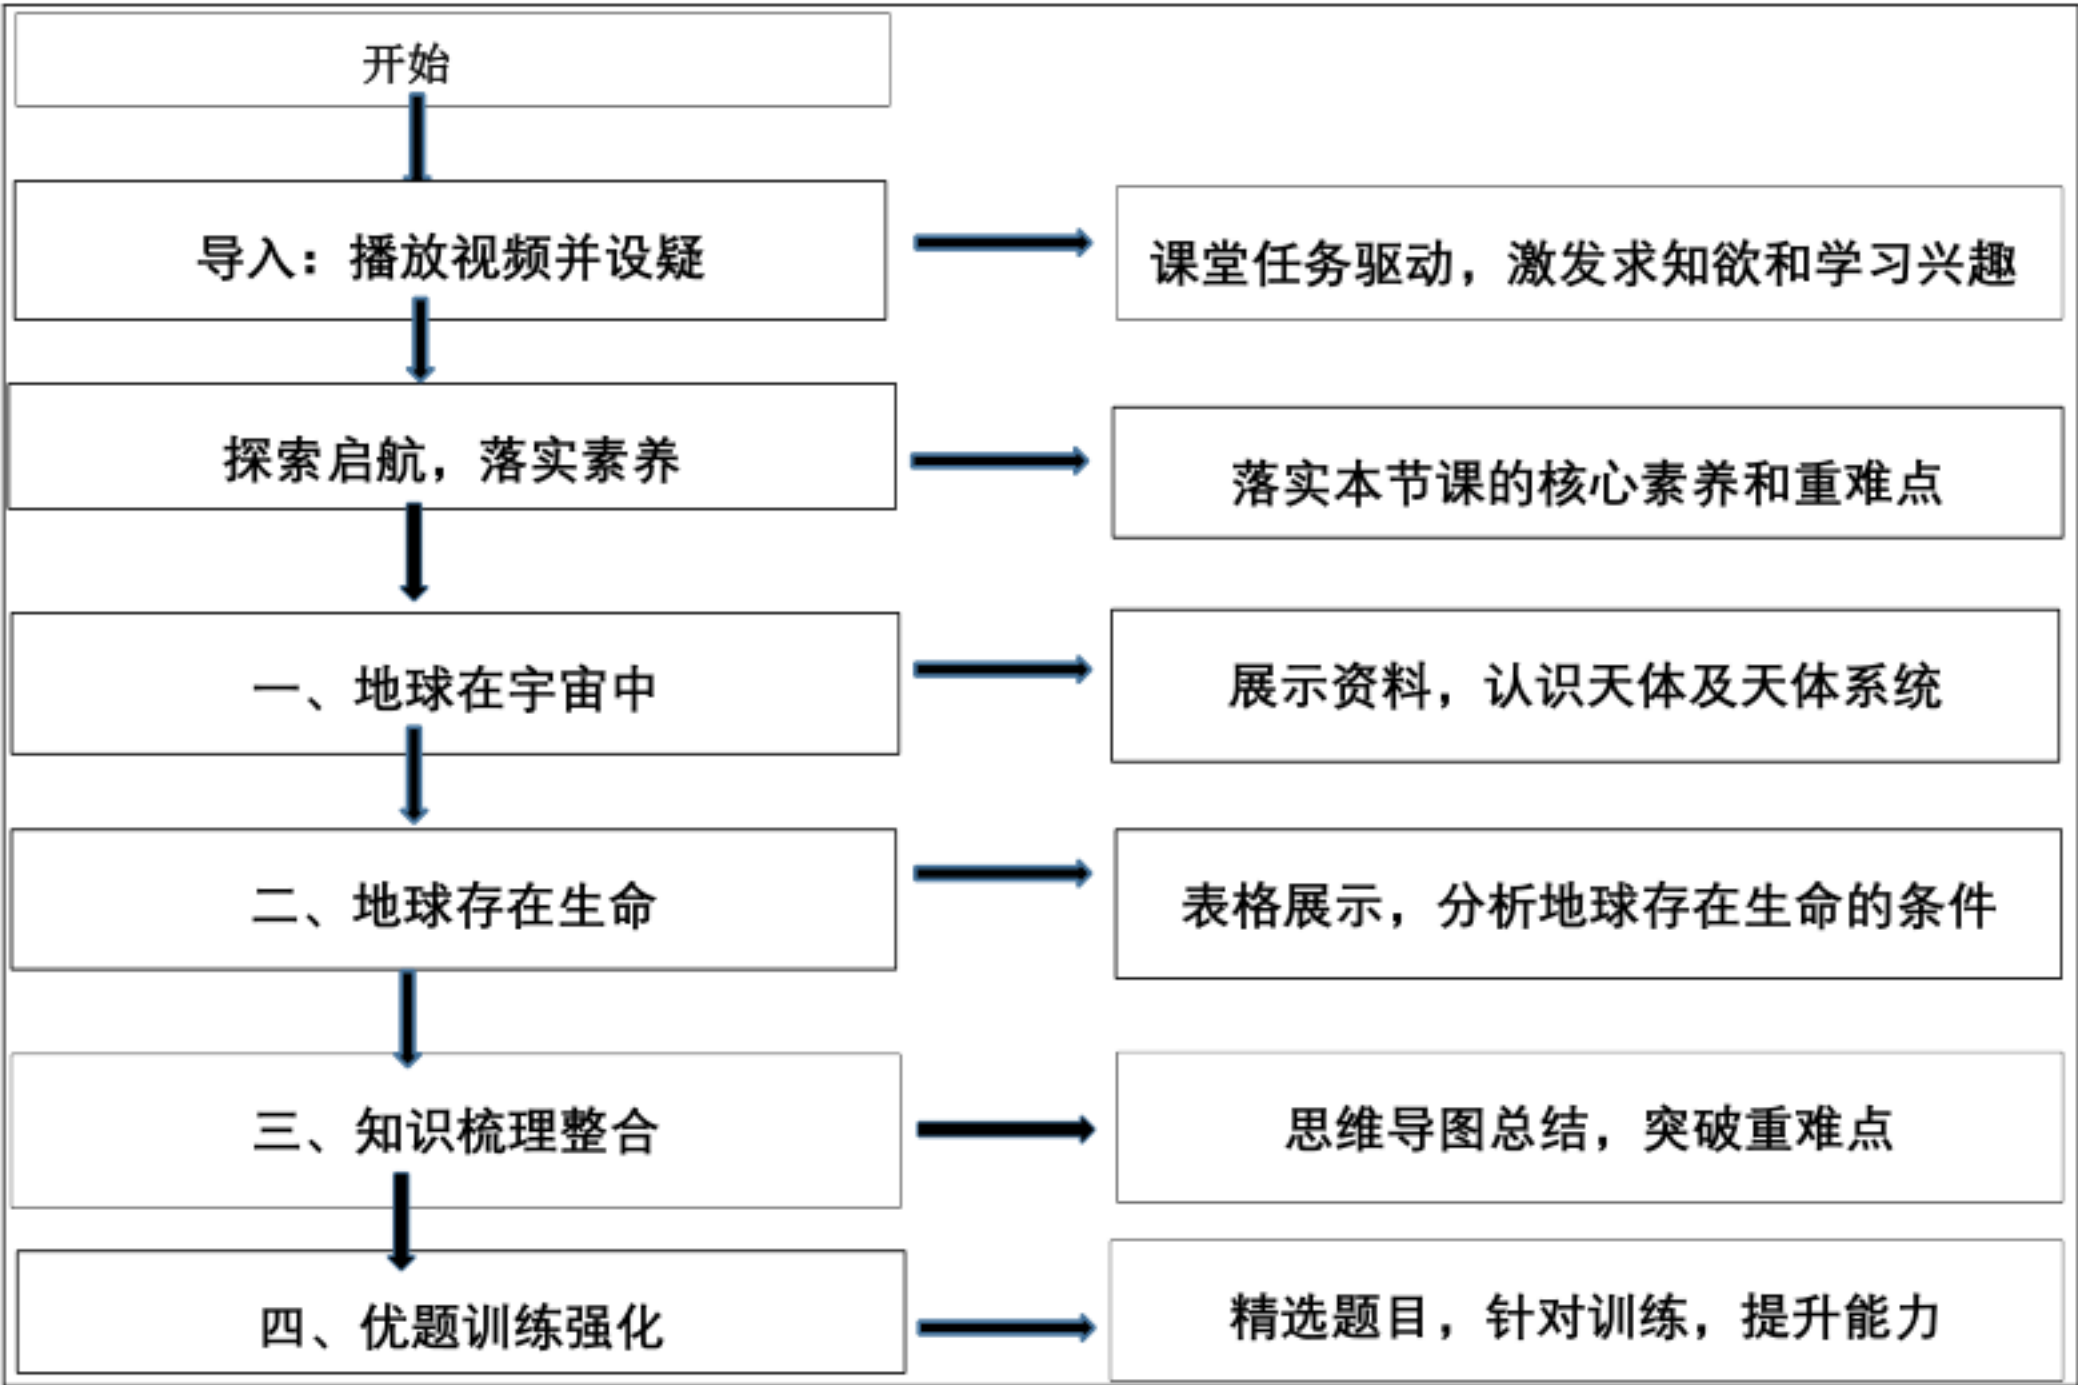 开始
导入：播放视频并设疑
课堂任务驱动，激发求知欲和学习兴趣
探索启航，落实素养
落实本节课的核心素养和重难点
一、地球在宇宙中
展示资料，认识天体及天体系统
二、地球存在生命
表格展示，分析地球存在生命的条件
三、知识梳理整合
思维导图总结，突破重难点
四、优题训练强化
精选题目，针对训练，提升能力